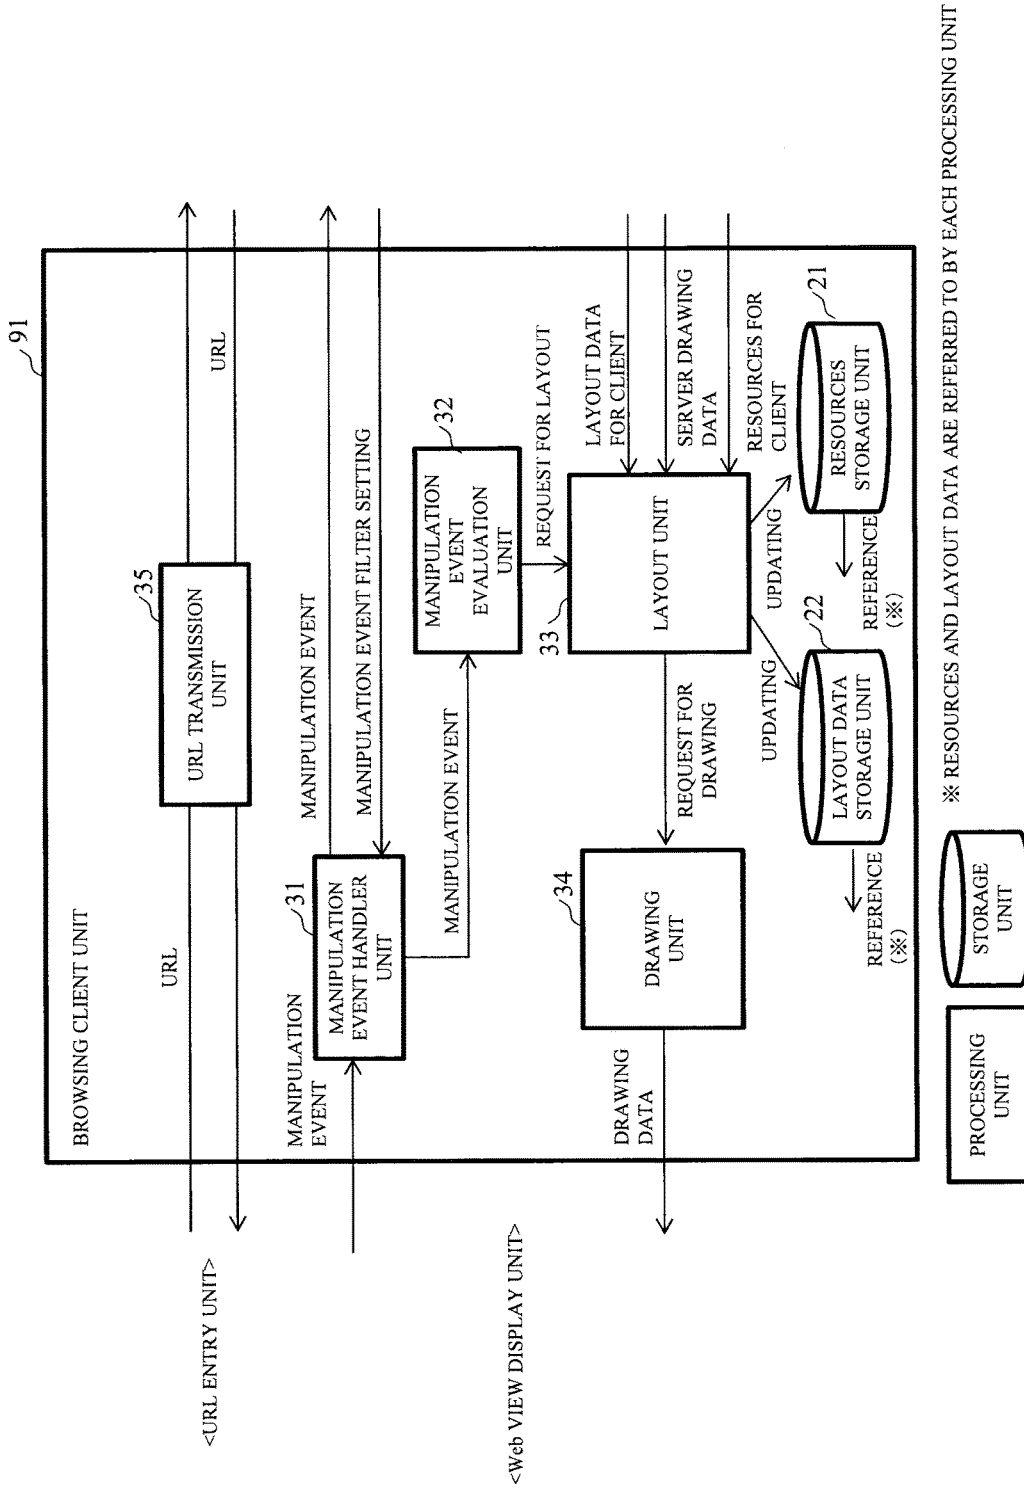 91
BROWSING CLIENT UNIT
35
URL
URL TRANSMISSION
UNIT
URL
<URL ENTRY UNIT>
MANIPULATION
EVENT
31
MANIPULATION EVENT
MANIPULATION
EVENT HANDLER
UNIT
MANIPULATION EVENT FILTER SETTING
MANIPULATION EVENT
32
MANIPULATION
EVENT
EVALUATION
UNIT
<Web VIEW DISPLAY UNIT>
REQUEST FOR LAYOUT
33
34
LAYOUT DATA
FOR CLIENT
DRAWING
DATA
DRAWING
UNIT
REQUEST FOR
DRAWING
LAYOUT UNIT
SERVER DRAWING
DATA
RESOURCES FOR
CLIENT
UPDATING
UPDATING
22
21
LAYOUT DATA
STORAGE UNIT
RESOURCES
STORAGE UNIT
REFERENCE
(※)
REFERENCE
(※)
※ RESOURCES AND LAYOUT DATA ARE REFERRED TO BY EACH PROCESSING UNIT
PROCESSING
UNIT
STORAGE
UNIT